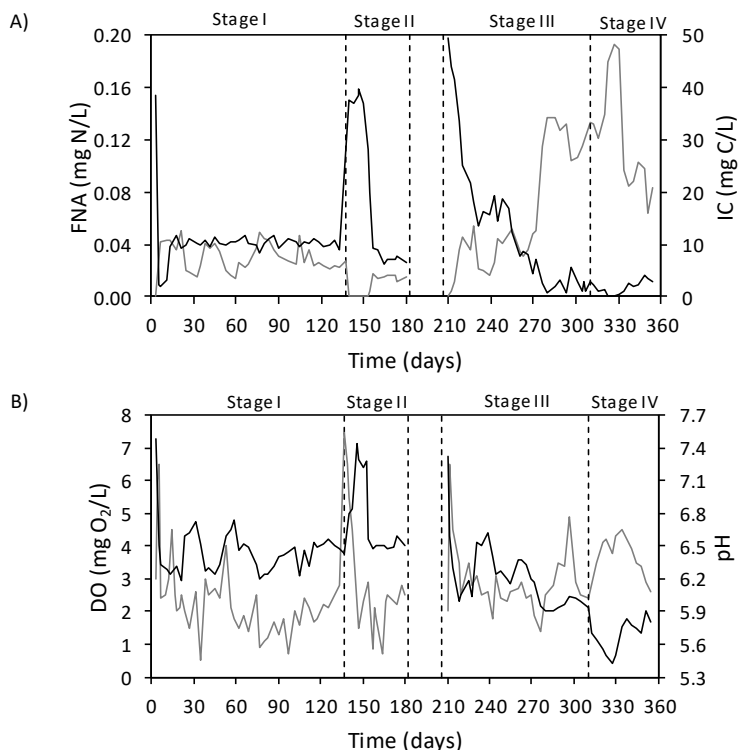 A)
Stage I Stage II Stage III Stage IV
0.20 50
0.16 40
0.12 30
0.08 20
0.04 10
0.00 0
FNA (mg N/L)
IC (mg C/L)
0 30 60 90 120 150 180 210 240 270 300 330 360
Time (days)
B)
Stage I Stage II Stage III Stage IV
8 7.7
7 7.4
6 7.1
5 6.8
4 6.5
3 6.2
2 5.9
1 5.6
0 5.3
DO (mg O₂/L)
pH
0 30 60 90 120 150 180 210 240 270 300 330 360
Time (days)